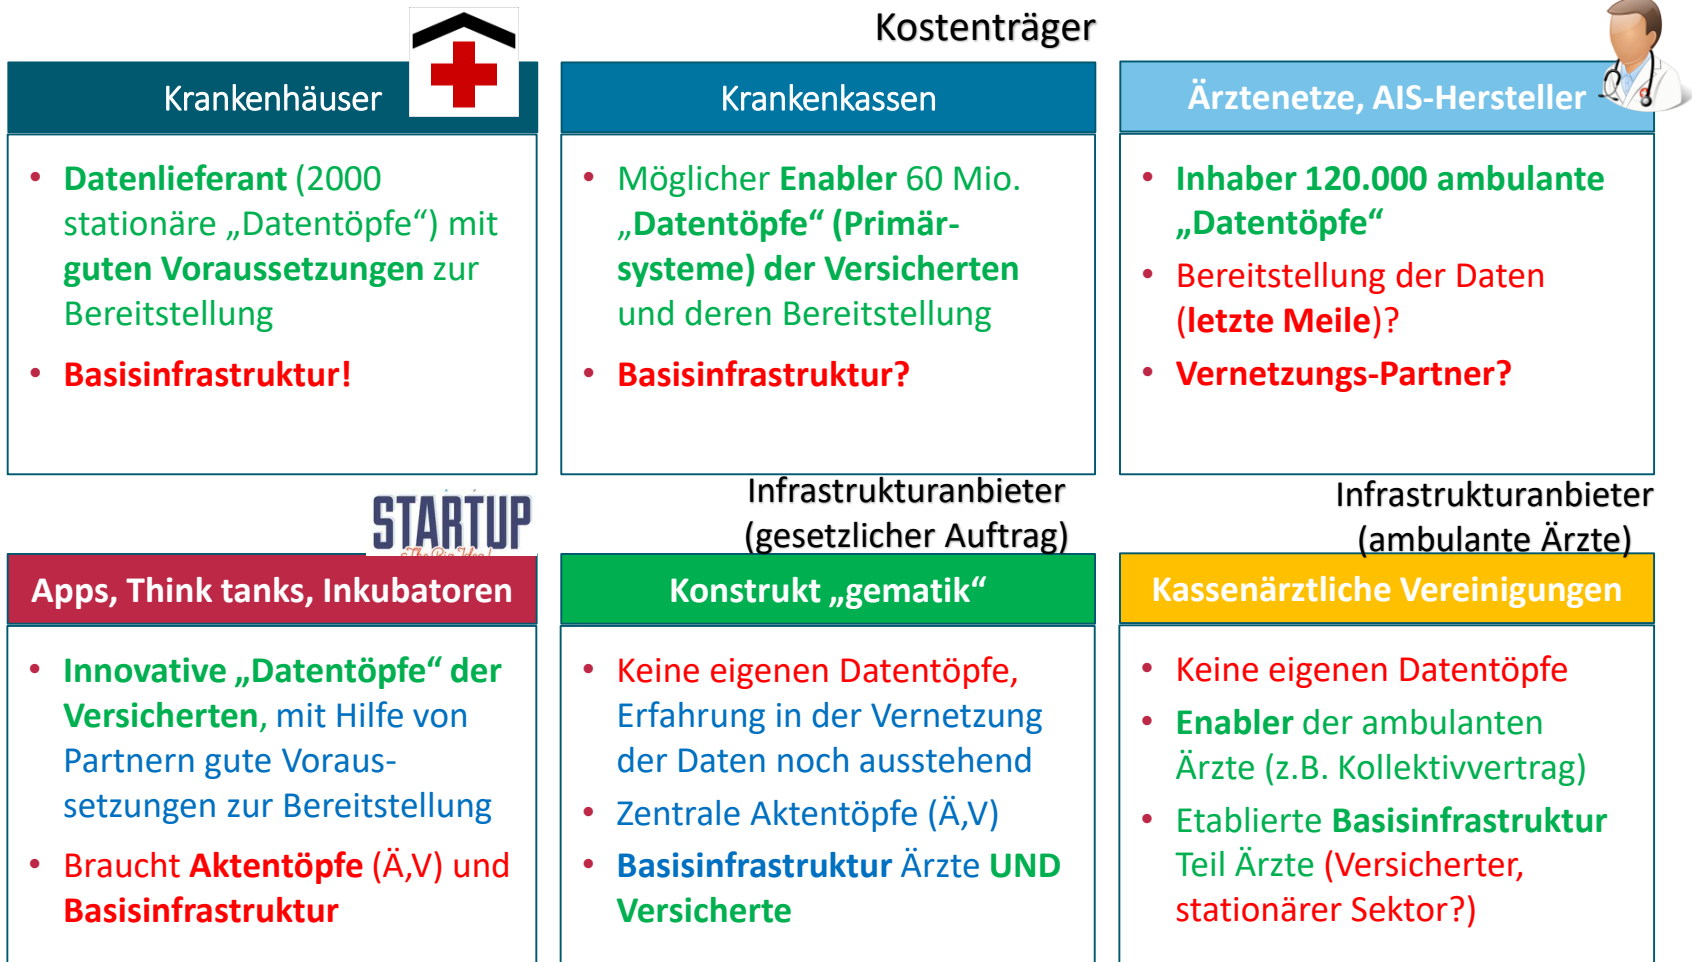 Kostenträger
Krankenhäuser
• Datenlieferant (2000
stationäre „Datentöpfe“) mit
guten Voraussetzungen zur
Bereitstellung
• Basisinfrastruktur!
Krankenkassen
• Möglicher Enabler 60 Mio.
„Datentöpfe“ (Primär-
systeme) der Versicherten
und deren Bereitstellung
• Basisinfrastruktur?
Ärztenetze, AIS-Hersteller
• Inhaber 120.000 ambulante
„Datentöpfe“
• Bereitstellung der Daten
(letzte Meile)?
• Vernetzungs-Partner?
STARTUP
The Big Idea!
Apps, Think tanks, Inkubatoren
• Innovative „Datentöpfe“ der
Versicherten, mit Hilfe von
Partnern gute Voraus-
setzungen zur Bereitstellung
• Braucht Aktentöpfe (Ä,V) und
Basisinfrastruktur
Infrastrukturanbieter
(gesetzlicher Auftrag)
Konstrukt „gematik“
• Keine eigenen Datentöpfe,
Erfahrung in der Vernetzung
der Daten noch ausstehend
• Zentrale Aktentöpfe (Ä,V)
• Basisinfrastruktur Ärzte UND
Versicherte
Infrastrukturanbieter
(ambulante Ärzte)
Kassenärztliche Vereinigungen
• Keine eigenen Datentöpfe
• Enabler der ambulanten
Ärzte (z.B. Kollektivvertrag)
• Etablierte Basisinfrastruktur
Teil Ärzte (Versicherter,
stationärer Sektor?)